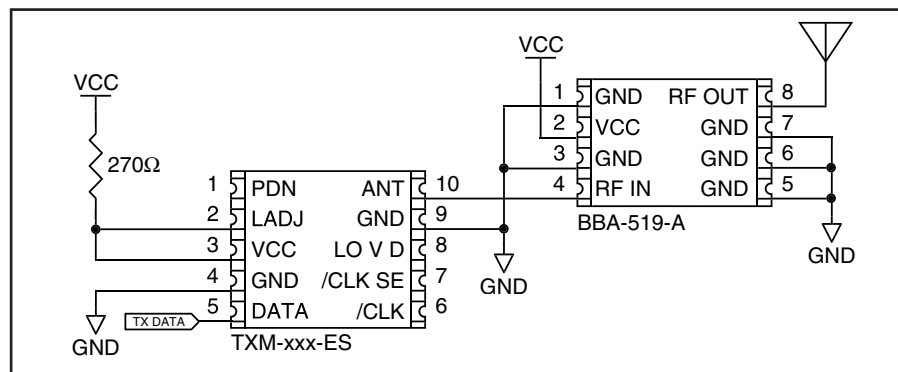 VCC
270Ω
1 PDN ANT 10
2 LADJ GND 9
3 VCC LO V D 8
4 GND /CLK SE 7
5 DATA /CLK 6
TX DATA
GND
TXM-xxx-ES
GND
VCC
1 GND RF OUT 8
2 VCC GND 7
3 GND GND 6
4 RF IN GND 5
BBA-519-A
GND